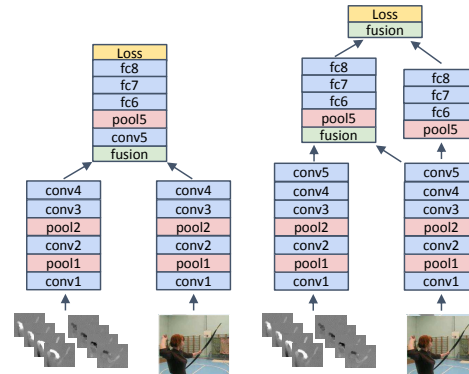 Loss
fc8
fc7
fc6
pool5
conv5
fusion
conv4
conv3
pool2
conv2
pool1
conv1
conv4
conv3
pool2
conv2
pool1
conv1
Loss
fusion
fc8
fc7
fc6
pool5
fusion
fc8
fc7
fc6
pool5
conv5
conv4
conv3
pool2
conv2
pool1
conv1
conv5
conv4
conv3
pool2
conv2
pool1
conv1